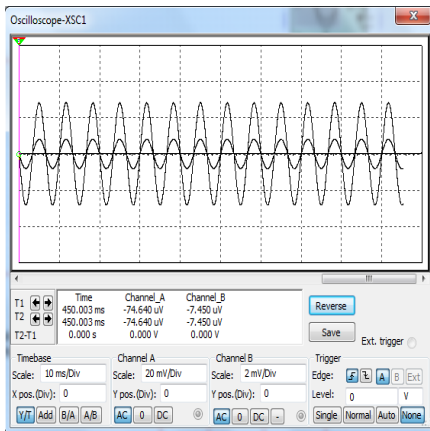 Oscilloscope-XSC1
Time Channel_A Channel_B
T1 450.003 ms -74.640 uV -7.450 uV
T2 450.003 ms -74.640 uV -7.450 uV
T2-T1 0.000 s 0.000 V 0.000 V
Reverse
Save
Ext. trigger
Timebase
Scale: 10 ms/Div
X pos.(Div): 0
Y/T Add B/A A/B
Channel A
Scale: 20 mV/Div
Y pos.(Div): 0
AC 0 DC
Channel B
Scale: 2 mV/Div
Y pos.(Div): 0
AC 0 DC -
Trigger
Edge: A B Ext
Level: 0 V
Single Normal Auto None